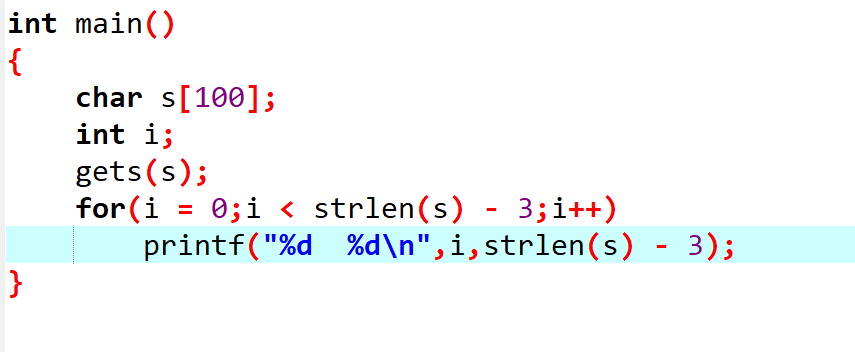 int main()
{
    char s[100];
    int i;
    gets(s);
    for(i = 0;i < strlen(s) - 3;i++)
        printf("%d  %d\n",i,strlen(s) - 3);
}